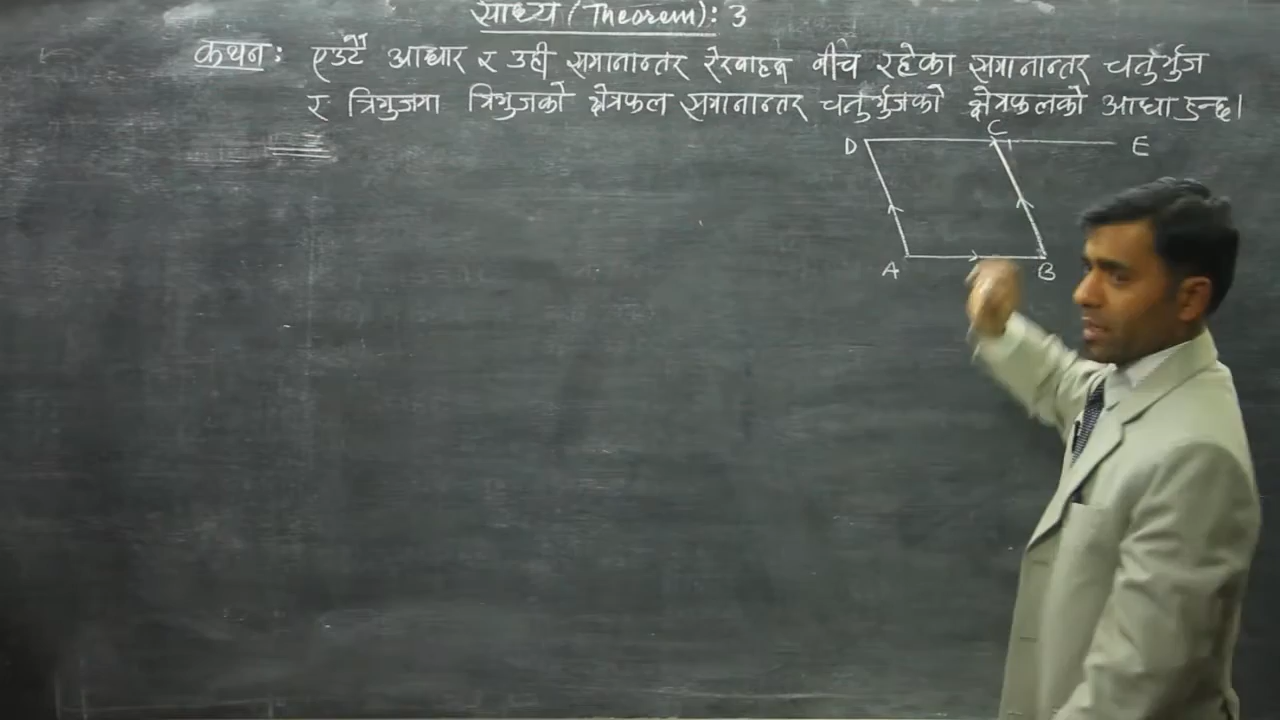 साध्य (Theorem): 3
कथन: एउटै आधार र उही समानान्तर रेखाहरू बीच रहेका समानान्तर चतुर्भुज
र त्रिभुजमा त्रिभुजको क्षेत्रफल समानान्तर चतुर्भुजको क्षेत्रफलको आधा हुन्छ।
D C E
A B